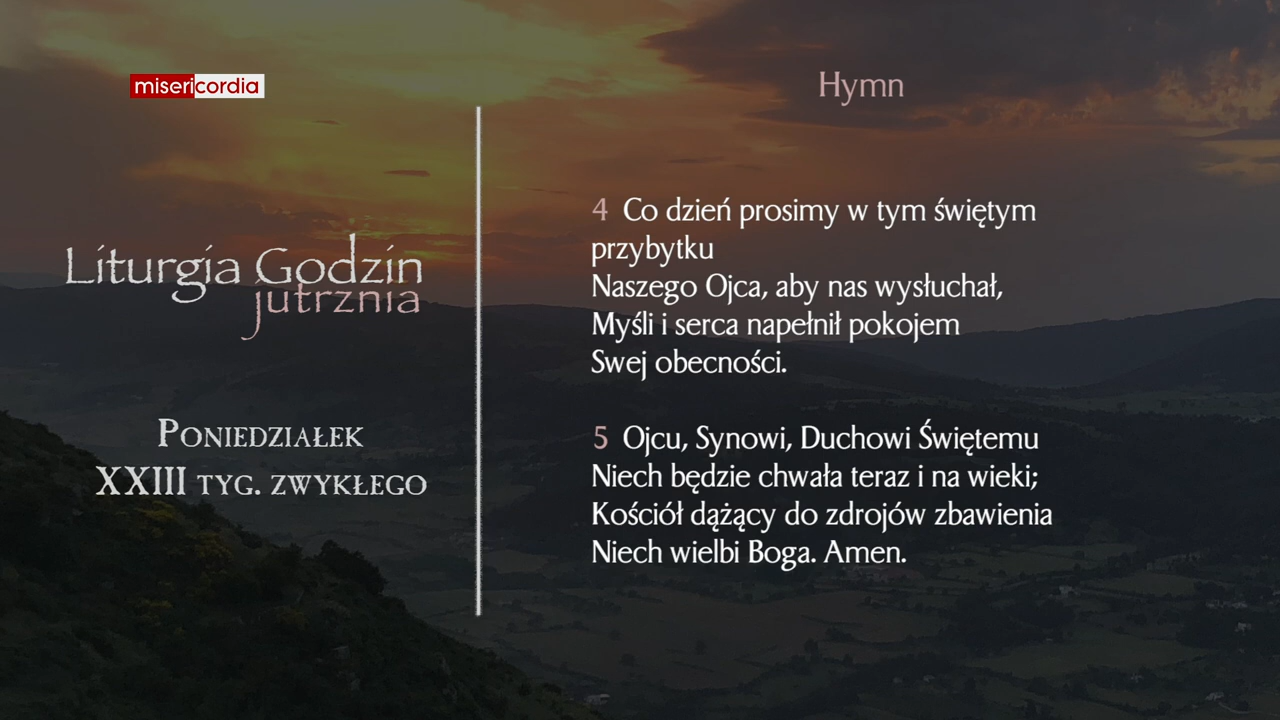 misericordia
Liturgia Godzin
jutrznia
Poniedziałek
XXIII tyg. zwykłego
Hymn
4 Co dzień prosimy w tym świętym
przybytku
Naszego Ojca, aby nas wysłuchał,
Myśli i serca napełnił pokojem
Swej obecności.
5 Ojcu, Synowi, Duchowi Świętemu
Niech będzie chwała teraz i na wieki;
Kościół dążący do zdrojów zbawienia
Niech wielbi Boga. Amen.